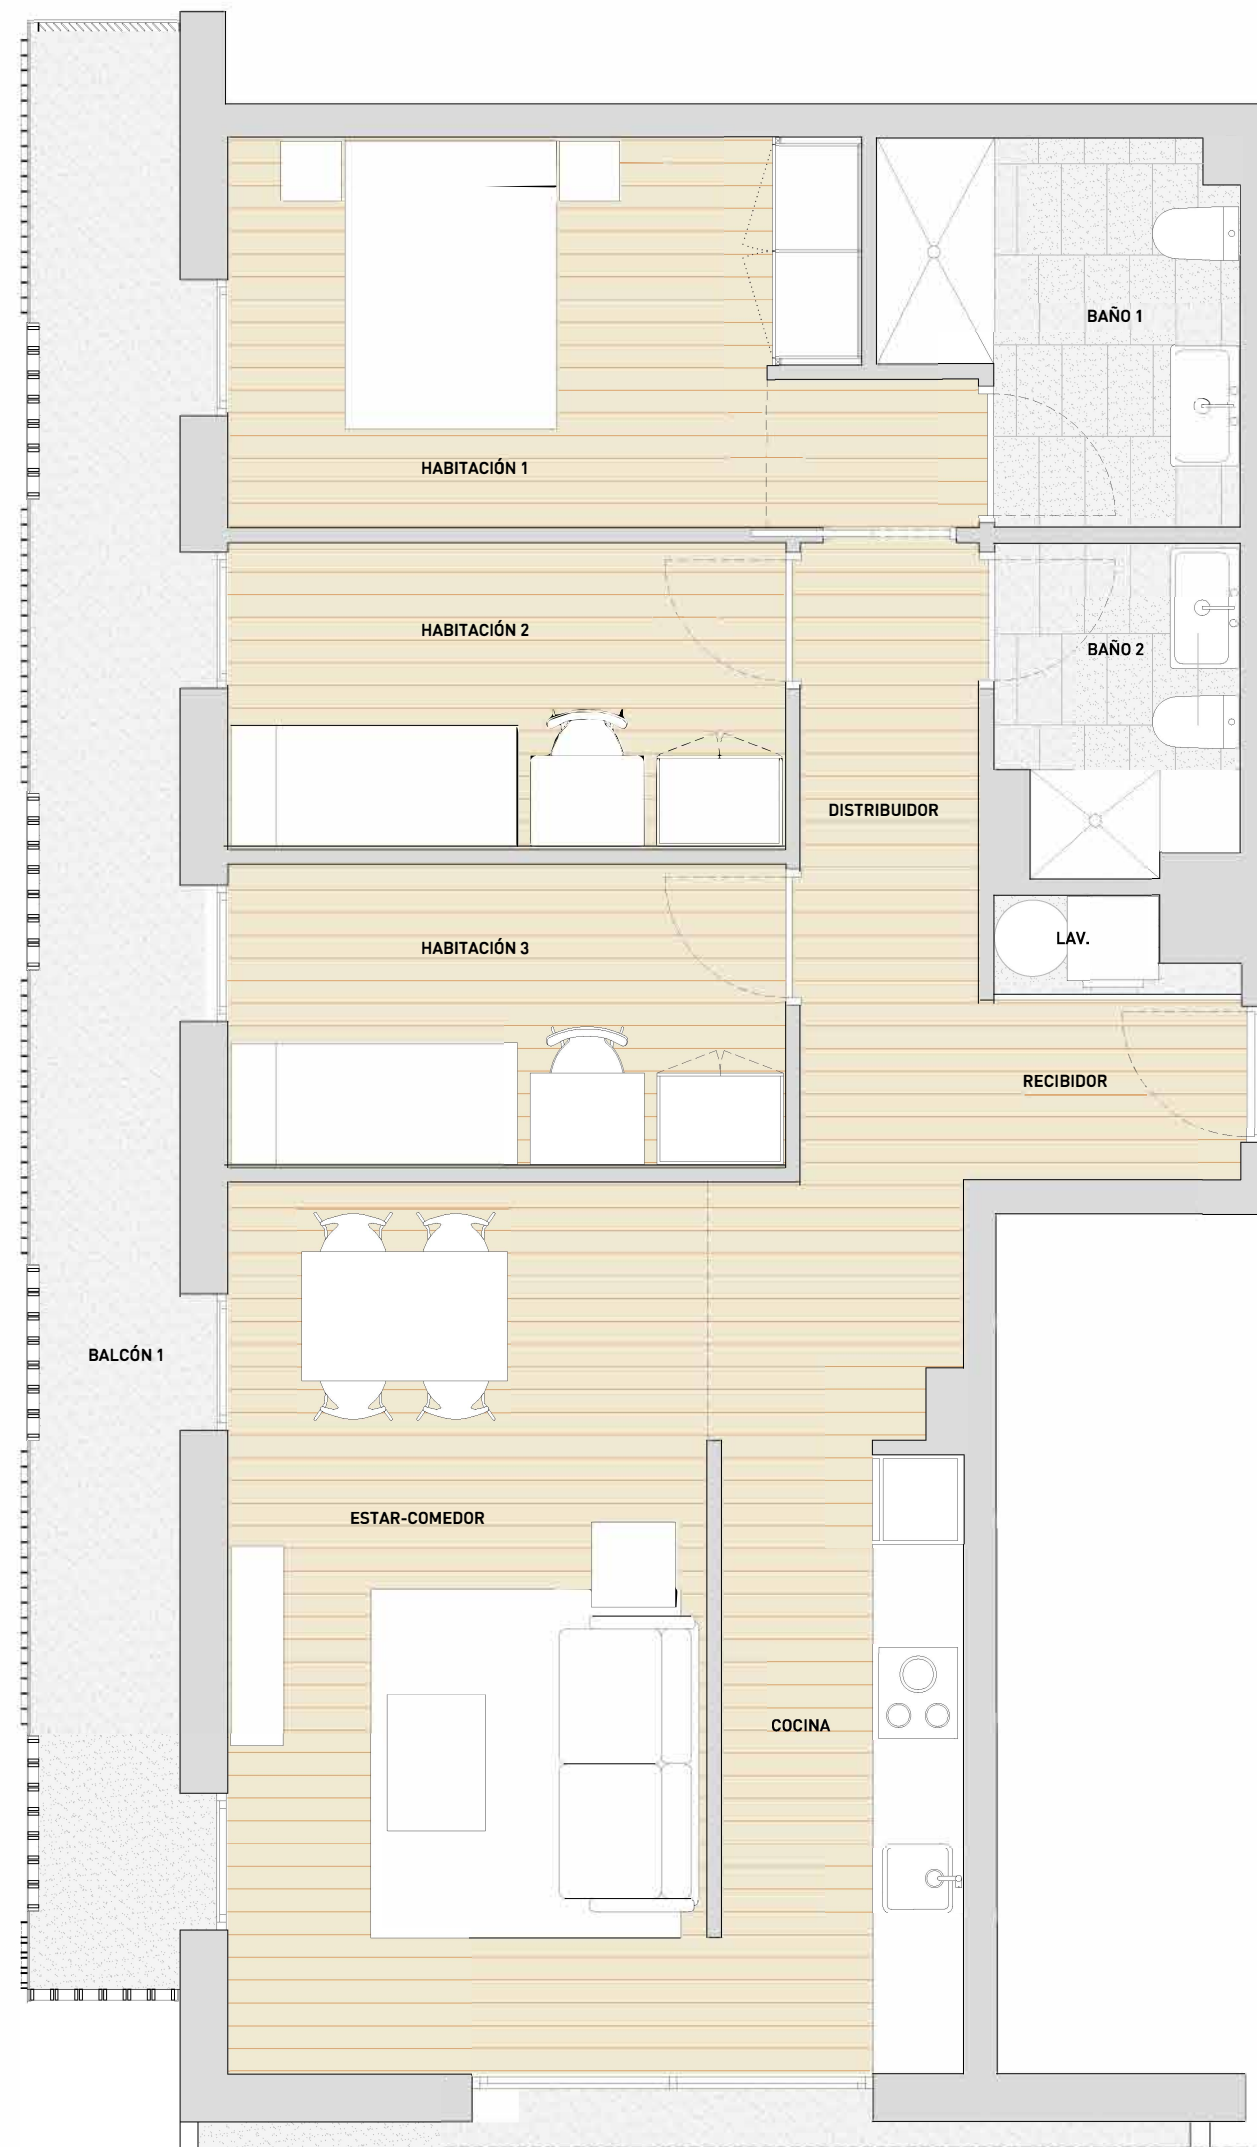 BAÑO 1
HABITACIÓN 1
HABITACIÓN 2
BAÑO 2
DISTRIBUIDOR
LAV.
HABITACIÓN 3
RECIBIDOR
BALCÓN 1
ESTAR-COMEDOR
COCINA